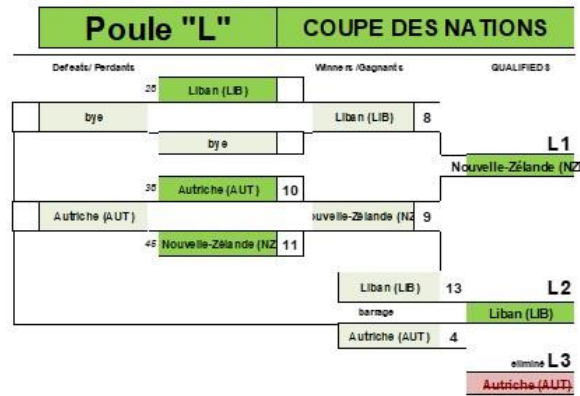 Poule "L" COUPE DES NATIONS
Defeats/ Perdants Winners /Gagnants QUALIFIEDS
Liban (LIB)
bye Liban (LIB) 8
bye L1
Nouvelle-Zélande (NZ
Autriche (AUT) 10
Autriche (AUT) ouvelle-Zélande (NZ 9
Nouvelle-Zélande (NZ 11
Liban (LIB) 13 L2
barrage Liban (LIB)
Autriche (AUT) 4
eliminé L3
Autriche (AUT)